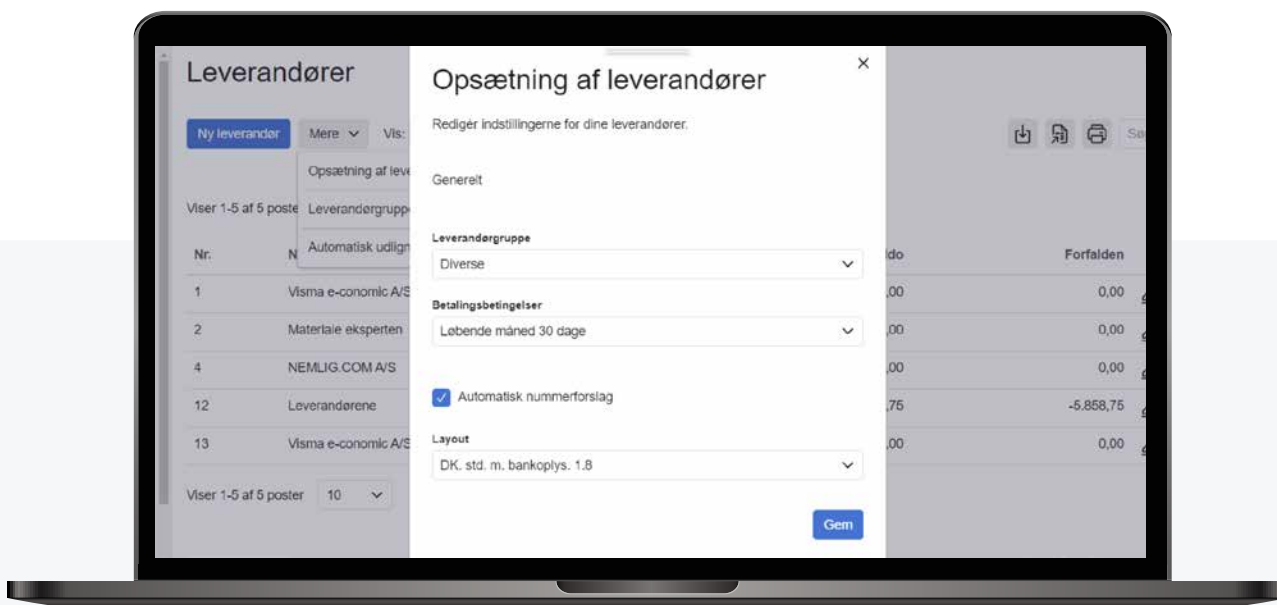 Leverandører
Ny leverandør
Mere
Vis:
Opsætning af leve
Leverandørgruppe
Automatisk udlign
Viser 1-5 af 5 poste
Nr.
N
ldo
Forfalden
1 Visma e-conomic A/S ,00 0,00
2 Materiale eksperten ,00 0,00
4 NEMLIG.COM A/S ,00 0,00
12 Leverandørene ,75 -5.858,75
13 Visma e-conomic A/S ,00 0,00
Viser 1-5 af 5 poster 10
Opsætning af leverandører
Rediger indstillingerne for dine leverandører.
Generelt
Leverandørgruppe
Diverse
Betalingsbetingelser
Løbende måned 30 dage
Automatisk nummerforslag
Layout
DK. std. m. bankoplys. 1.8
Gem